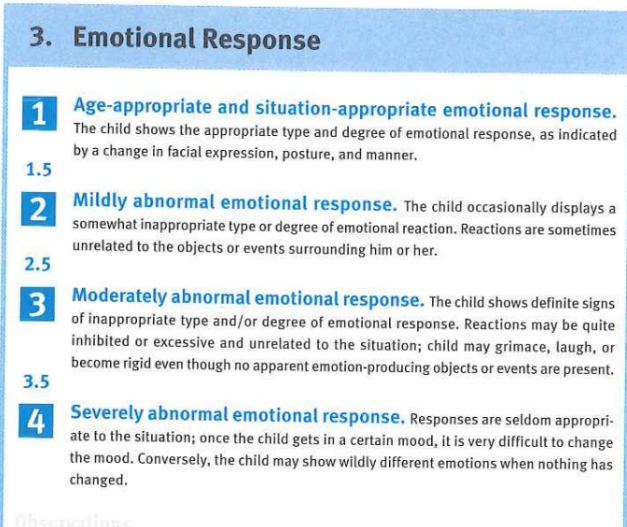 3. Emotional Response
1 Age-appropriate and situation-appropriate emotional response.
The child shows the appropriate type and degree of emotional response, as indicated
by a change in facial expression, posture, and manner.
1.5
2 Mildly abnormal emotional response. The child occasionally displays a
somewhat inappropriate type or degree of emotional reaction. Reactions are sometimes
unrelated to the objects or events surrounding him or her.
2.5
3 Moderately abnormal emotional response. The child shows definite signs
of inappropriate type and/or degree of emotional response. Reactions may be quite
inhibited or excessive and unrelated to the situation; child may grimace, laugh, or
become rigid even though no apparent emotion-producing objects or events are present.
3.5
4 Severely abnormal emotional response. Responses are seldom appropri-
ate to the situation; once the child gets in a certain mood, it is very difficult to change
the mood. Conversely, the child may show wildly different emotions when nothing has
changed.
Observations